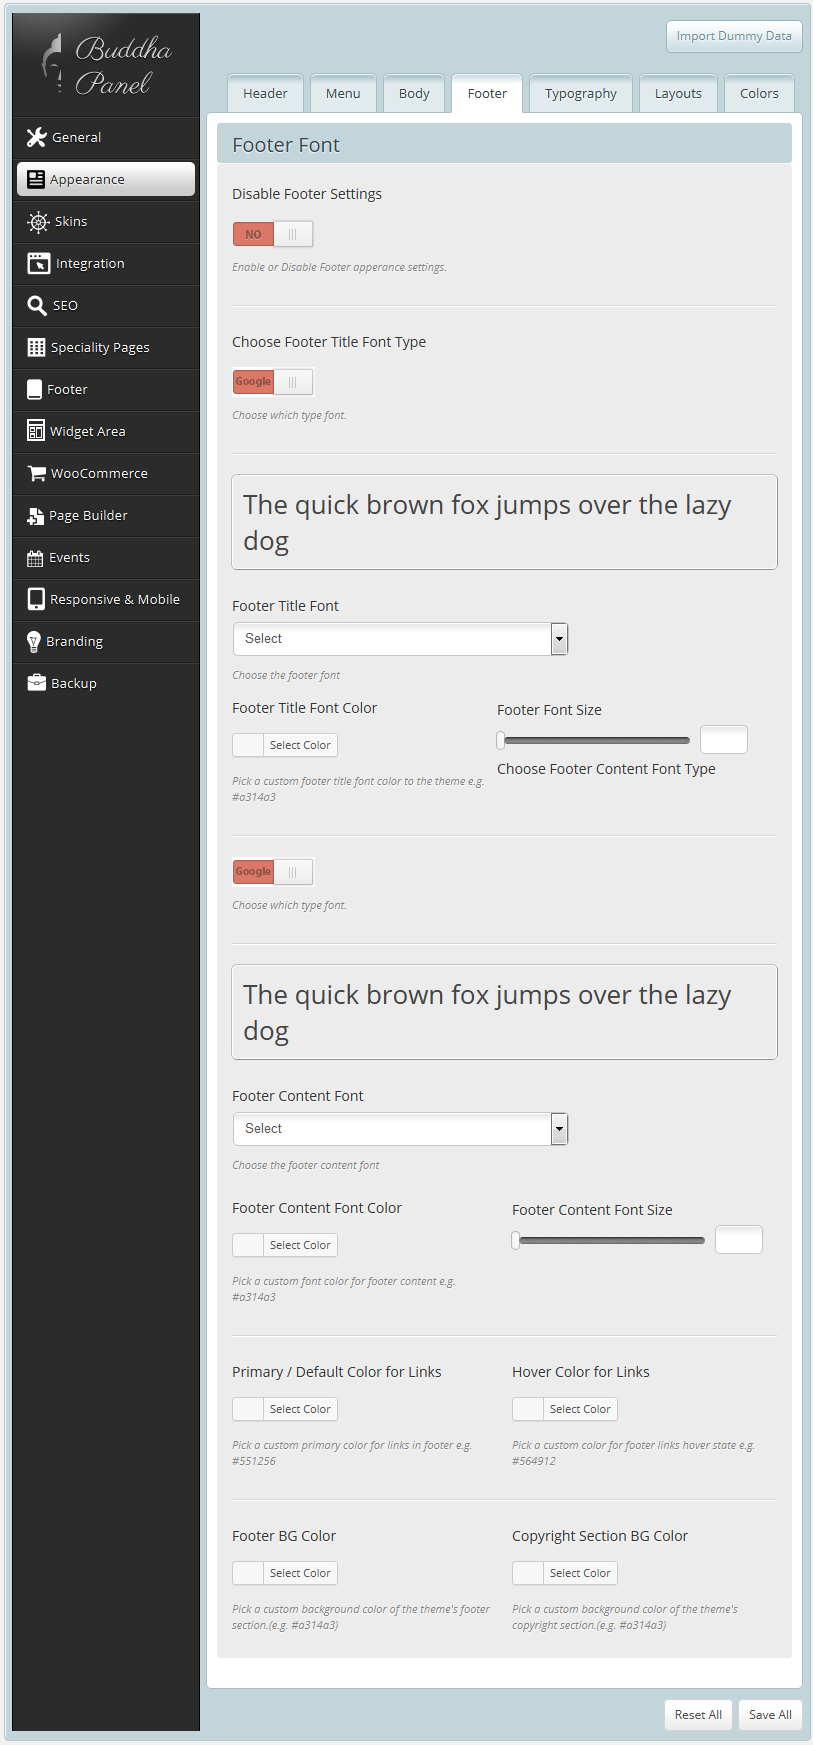 Buddha
Panel
Import Dummy Data
General
Appearance
Skins
Integration
SEO
Speciality Pages
Footer
Widget Area
WooCommerce
Page Builder
Events
Responsive & Mobile
Branding
Backup
Header Menu Body Footer Typography Layouts Colors
Footer Font
Disable Footer Settings
NO
Enable or Disable Footer apperance settings.
Choose Footer Title Font Type
Google
Choose which type font.
The quick brown fox jumps over the lazy
dog
Footer Title Font
Select
Choose the footer font
Footer Title Font Color
Select Color
Pick a custom footer title font color to the theme e.g.
#a314a3
Footer Font Size
Choose Footer Content Font Type
Google
Choose which type font.
The quick brown fox jumps over the lazy
dog
Footer Content Font
Select
Choose the footer content font
Footer Content Font Color
Select Color
Pick a custom font color for footer content e.g.
#a314a3
Footer Content Font Size
Primary / Default Color for Links
Select Color
Pick a custom primary color for links in footer e.g.
#551256
Hover Color for Links
Select Color
Pick a custom color for footer links hover state e.g.
#564912
Footer BG Color
Select Color
Pick a custom background color of the theme's footer
section.(e.g. #a314a3)
Copyright Section BG Color
Select Color
Pick a custom background color of the theme's
copyright section.(e.g. #a314a3)
Reset All Save All